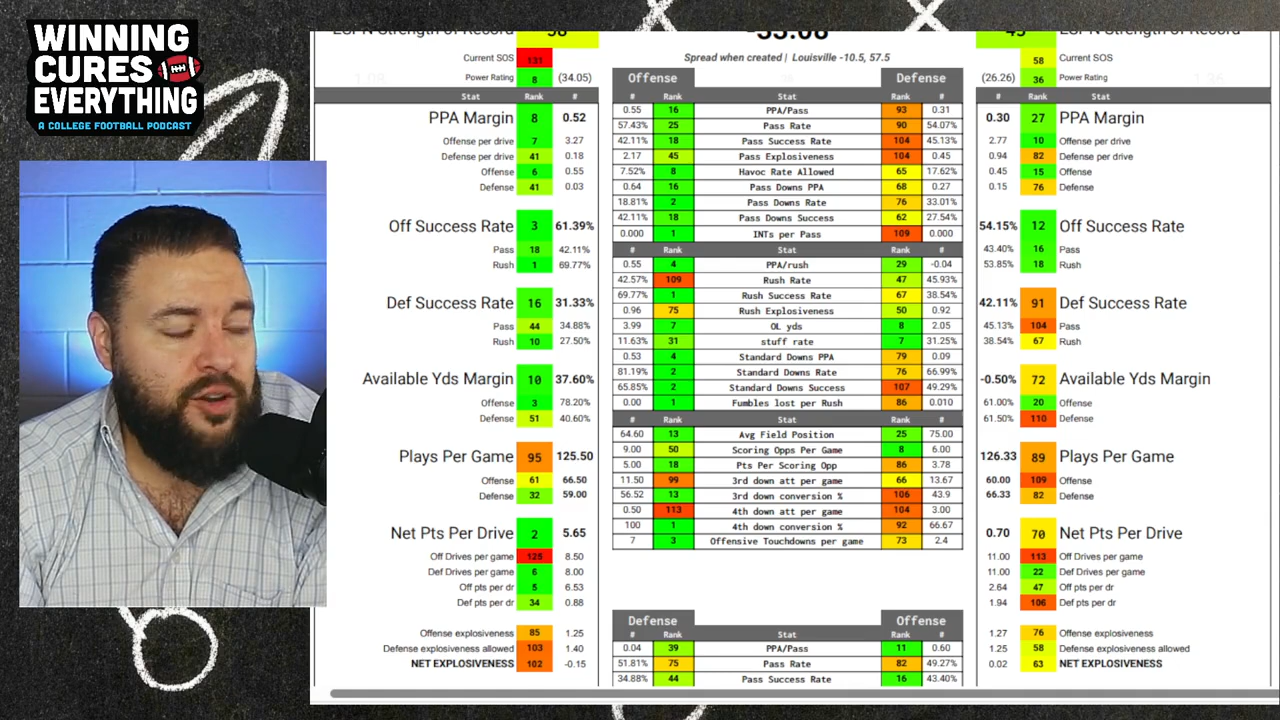 WINNING
CURES
EVERYTHING
A COLLEGE FOOTBALL PODCAST
ESPN Strength of Record 58
Current SOS 131
Power Rating 8 (34.05)
Stat Rank #
PPA Margin 8 0.52
Offense per drive 7 3.27
Defense per drive 41 0.18
Offense 6 0.55
Defense 41 0.03
Off Success Rate 3 61.39%
Pass 18 42.11%
Rush 1 69.77%
Def Success Rate 16 31.33%
Pass 44 34.88%
Rush 10 27.50%
Available Yds Margin 10 37.60%
Offense 3 78.20%
Defense 51 40.60%
Plays Per Game 95 125.50
Offense 61 66.50
Defense 32 59.00
Net Pts Per Drive 2 5.65
Off Drives per game 125 8.50
Def Drives per game 6 8.00
Off pts per dr 5 6.53
Def pts per dr 34 0.88
Offense explosiveness 85 1.25
Defense explosiveness allowed 103 1.40
NET EXPLOSIVENESS 102 -0.15
Spread when created | Louisville -10.5, 57.5
Offense Defense
# Rank Stat Rank #
0.55 16 PPA/Pass 93 0.31
57.43% 25 Pass Rate 90 54.07%
42.11% 18 Pass Success Rate 104 45.13%
2.17 45 Pass Explosiveness 104 0.45
7.52% 8 Havoc Rate Allowed 65 17.62%
0.64 16 Pass Downs PPA 68 0.27
18.81% 2 Pass Downs Rate 76 33.01%
42.11% 18 Pass Downs Success 62 27.54%
0.000 1 INTs per Pass 109 0.000
# Rank Stat Rank #
0.55 4 PPA/rush 29 -0.04
42.57% 109 Rush Rate 47 45.93%
69.77% 1 Rush Success Rate 67 38.54%
0.96 75 Rush Explosiveness 50 0.92
3.99 7 OL yds 8 2.05
11.63% 31 stuff rate 7 31.25%
0.53 4 Standard Downs PPA 79 0.09
81.19% 2 Standard Downs Rate 76 66.99%
65.85% 2 Standard Downs Success 107 49.29%
0.00 1 Fumbles lost per Rush 86 0.010
# Rank Stat Rank #
64.60 13 Avg Field Position 25 75.00
9.00 50 Scoring Opps Per Game 8 6.00
5.00 18 Pts Per Scoring Opp 86 3.78
11.50 99 3rd down att per game 66 13.67
56.52 13 3rd down conversion % 106 43.9
0.50 113 4th down att per game 104 3.00
100 1 4th down conversion % 92 66.67
7 3 Offensive Touchdowns per game 73 2.4
Defense Offense
# Rank Stat Rank #
0.04 39 PPA/Pass 11 0.60
51.81% 75 Pass Rate 82 49.27%
34.88% 44 Pass Success Rate 16 43.40%
58
(26.26) 36 Power Rating
# Rank Stat
0.30 27 PPA Margin
2.77 10 Offense per drive
0.94 82 Defense per drive
0.45 15 Offense
0.15 76 Defense
54.15% 12 Off Success Rate
43.40% 16 Pass
53.85% 18 Rush
42.11% 91 Def Success Rate
45.13% 104 Pass
38.54% 67 Rush
-0.50% 72 Available Yds Margin
61.00% 20 Offense
61.50% 110 Defense
126.33 89 Plays Per Game
60.00 109 Offense
66.33 82 Defense
0.70 70 Net Pts Per Drive
11.00 113 Off Drives per game
11.00 22 Def Drives per game
2.64 47 Off pts per dr
1.94 106 Def pts per dr
1.27 76 Offense explosiveness
1.25 58 Defense explosiveness allowed
0.02 63 NET EXPLOSIVENESS